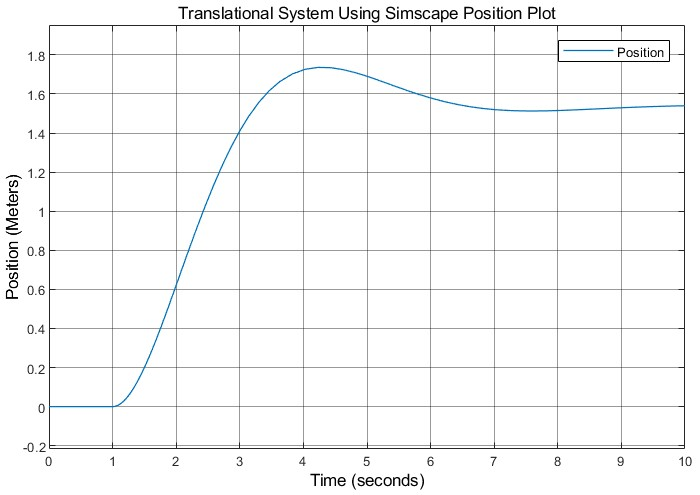 Translational System Using Simscape Position Plot
Position
1.8
1.6
1.4
1.2
1
0.8
0.6
0.4
0.2
0
-0.2
Position (Meters)
0 1 2 3 4 5 6 7 8 9 10
Time (seconds)